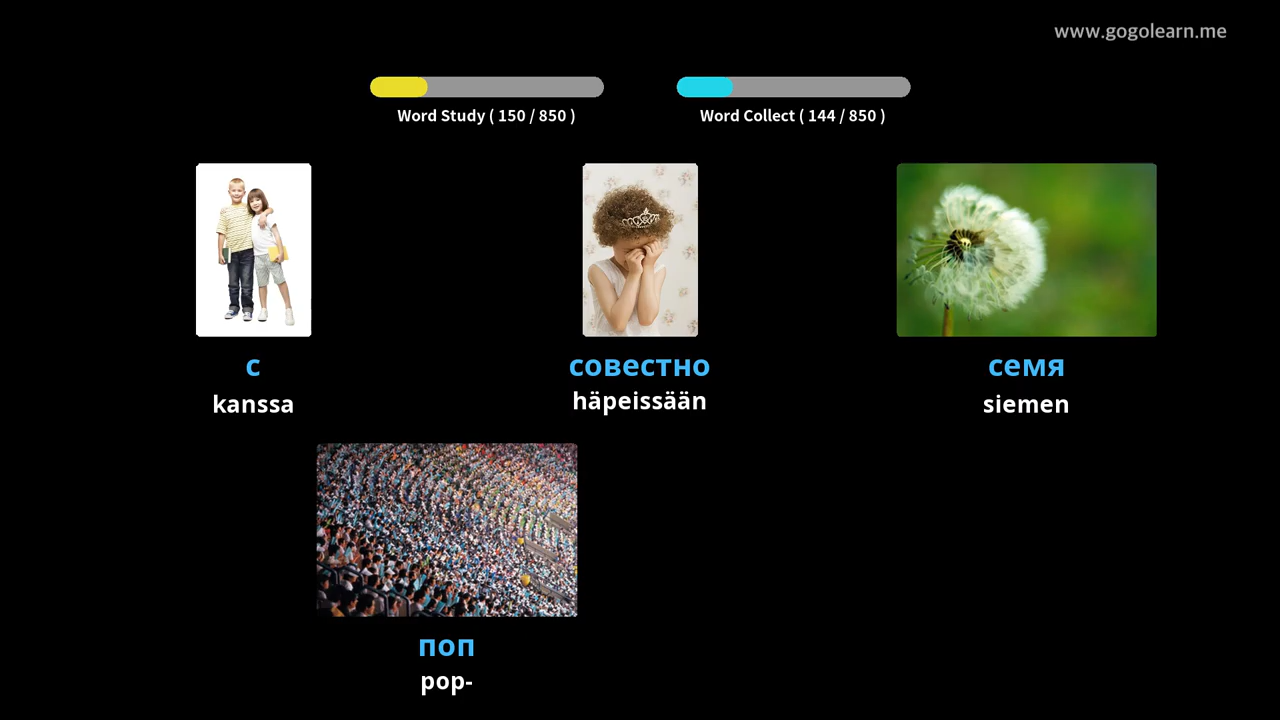 www.gogolearn.me
Word Study ( 150 / 850 )
Word Collect ( 144 / 850 )
с
kanssa
совестно
häpeissään
семя
siemen
поп
pop-